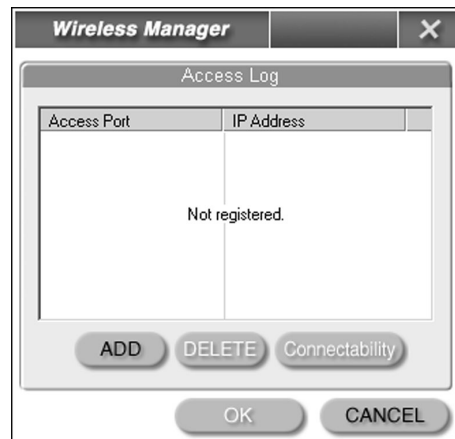 Wireless Manager
Access Log
Access Port IP Address
Not registered.
ADD DELETE Connectability
OK CANCEL